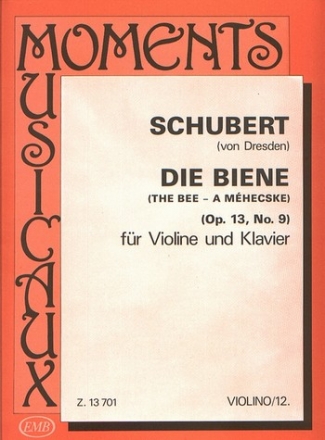 MOMENTS
MUSICAUX
SCHUBERT
(von Dresden)
DIE BIENE
(THE BEE – A MÉHECSKE)
(Op. 13, No. 9)
für Violine und Klavier
EMB
Z. 13 701
VIOLINO/12.